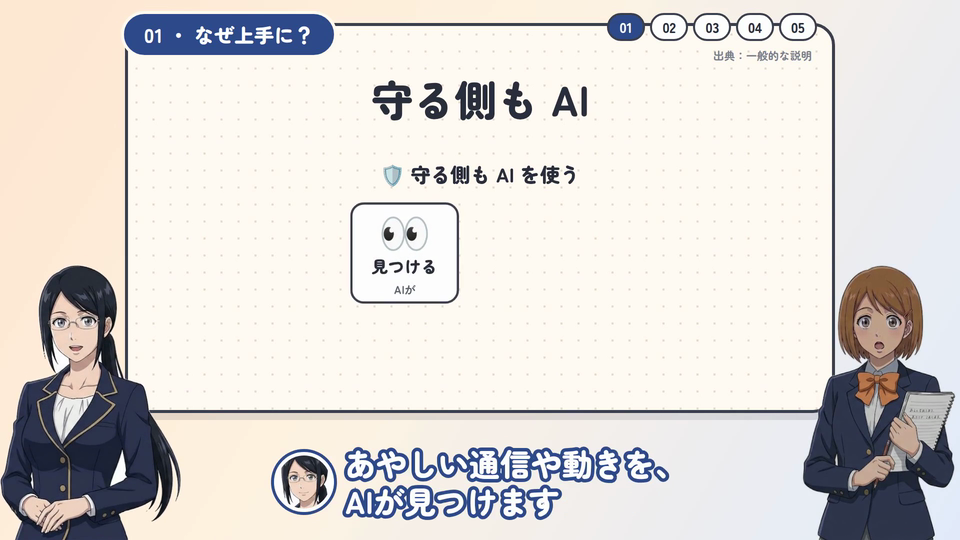 01 ・ なぜ上手に？
01 02 03 04 05
出典：一般的な説明
守る側も AI
守る側も AI を使う
見つける
AIが
あやしい通信や動きを、
AIが見つけます